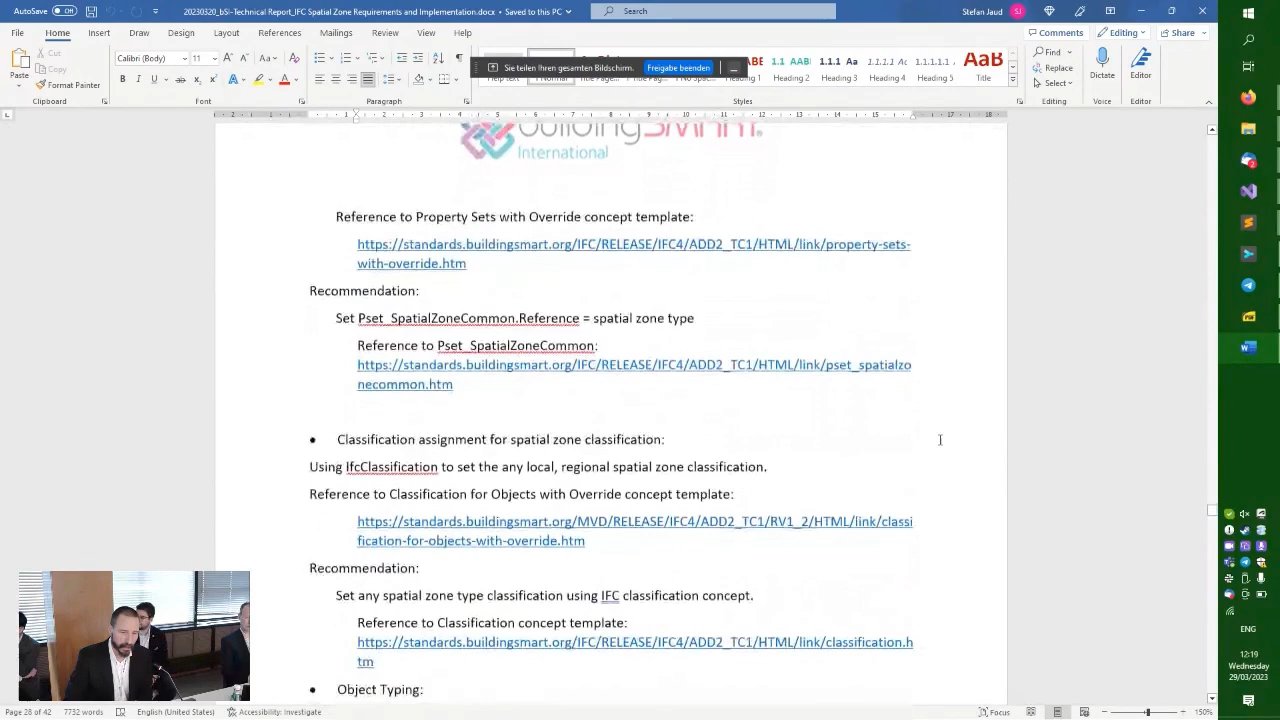 AutoSave Off
20230320_bSI-Technical Report_IFC Spatial Zone Requirements and Implementation.docx • Saved to this PC
Search
Stefan Jaud SJ
File Home Insert Draw Design Layout References Mailings Review View Help
Comments Editing Share
Paste
Cut
Copy
Format Painter
Clipboard
Calibri (Body) 11
Font
Paragraph
Sie teilen Ihren gesamten Bildschirm. Freigabe beenden
Heading 2 Heading 3 Heading 4 Heading 5 Title
Styles
Find
Replace
Select
Editing
Dictate
Voice
Editor
Editor
International
Reference to Property Sets with Override concept template:
https://standards.buildingsmart.org/IFC/RELEASE/IFC4/ADD2_TC1/HTML/link/property-sets-
with-override.htm
Recommendation:
Set Pset_SpatialZoneCommon.Reference = spatial zone type
Reference to Pset_SpatialZoneCommon:
https://standards.buildingsmart.org/IFC/RELEASE/IFC4/ADD2_TC1/HTML/link/pset_spatialzo
necommon.htm
• Classification assignment for spatial zone classification:
Using IfcClassification to set the any local, regional spatial zone classification.
Reference to Classification for Objects with Override concept template:
https://standards.buildingsmart.org/MVD/RELEASE/IFC4/ADD2_TC1/RV1_2/HTML/link/classi
fication-for-objects-with-override.htm
Recommendation:
Set any spatial zone type classification using IFC classification concept.
Reference to Classification concept template:
https://standards.buildingsmart.org/IFC/RELEASE/IFC4/ADD2_TC1/HTML/link/classification.h
tm
• Object Typing:
Page 28 of 42 7732 words English (United States) Accessibility: Investigate
Focus 150%
ENG
12:19
Wednesday
29/03/2023